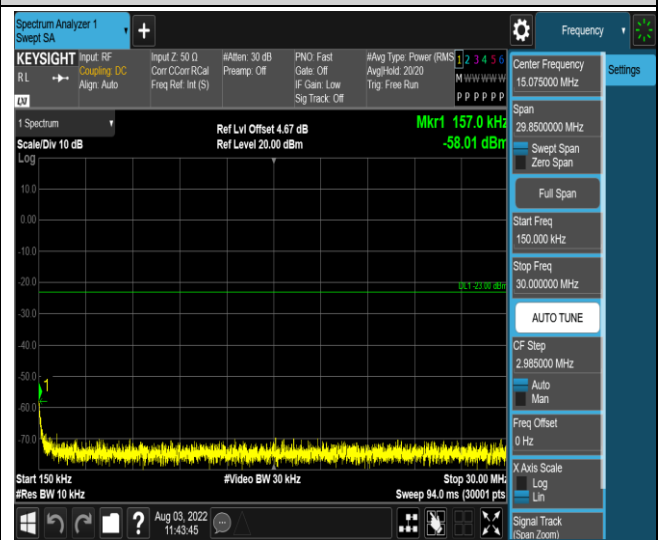 Spectrum Analyzer 1
Swept SA
+
Frequency
KEYSIGHT
RL
LXI
Input: RF
Coupling: DC
Align: Auto
Input Z: 50 Ω
Corr CCorr RCal
Freq Ref: Int (S)
#Atten: 30 dB
Preamp: Off
PNO: Fast
Gate: Off
IF Gain: Low
Sig Track: Off
#Avg Type: Power (RMS
Avg|Hold: 20/20
Trig: Free Run
1 2 3 4 5 6
M W W W W W
P P P P P P
1 Spectrum
Scale/Div 10 dB
Log
Ref Lvl Offset 4.67 dB
Ref Level 20.00 dBm
Mkr1 157.0 kHz
-58.01 dBm
10.0
0.00
-10.0
-20.0
DL1 -23.00 dBm
-30.0
-40.0
-50.0
1
-60.0
-70.0
Start 150 kHz
#Video BW 30 kHz
Stop 30.00 MHz
#Res BW 10 kHz
Sweep 94.0 ms (30001 pts
?
Aug 03, 2022
11:43:45
Settings
Center Frequency
15.075000 MHz
Span
29.8500000 MHz
Swept Span
Zero Span
Full Span
Start Freq
150.000 kHz
Stop Freq
30.000000 MHz
AUTO TUNE
CF Step
2.985000 MHz
Auto
Man
Freq Offset
0 Hz
X Axis Scale
Log
Lin
Signal Track
(Span Zoom)